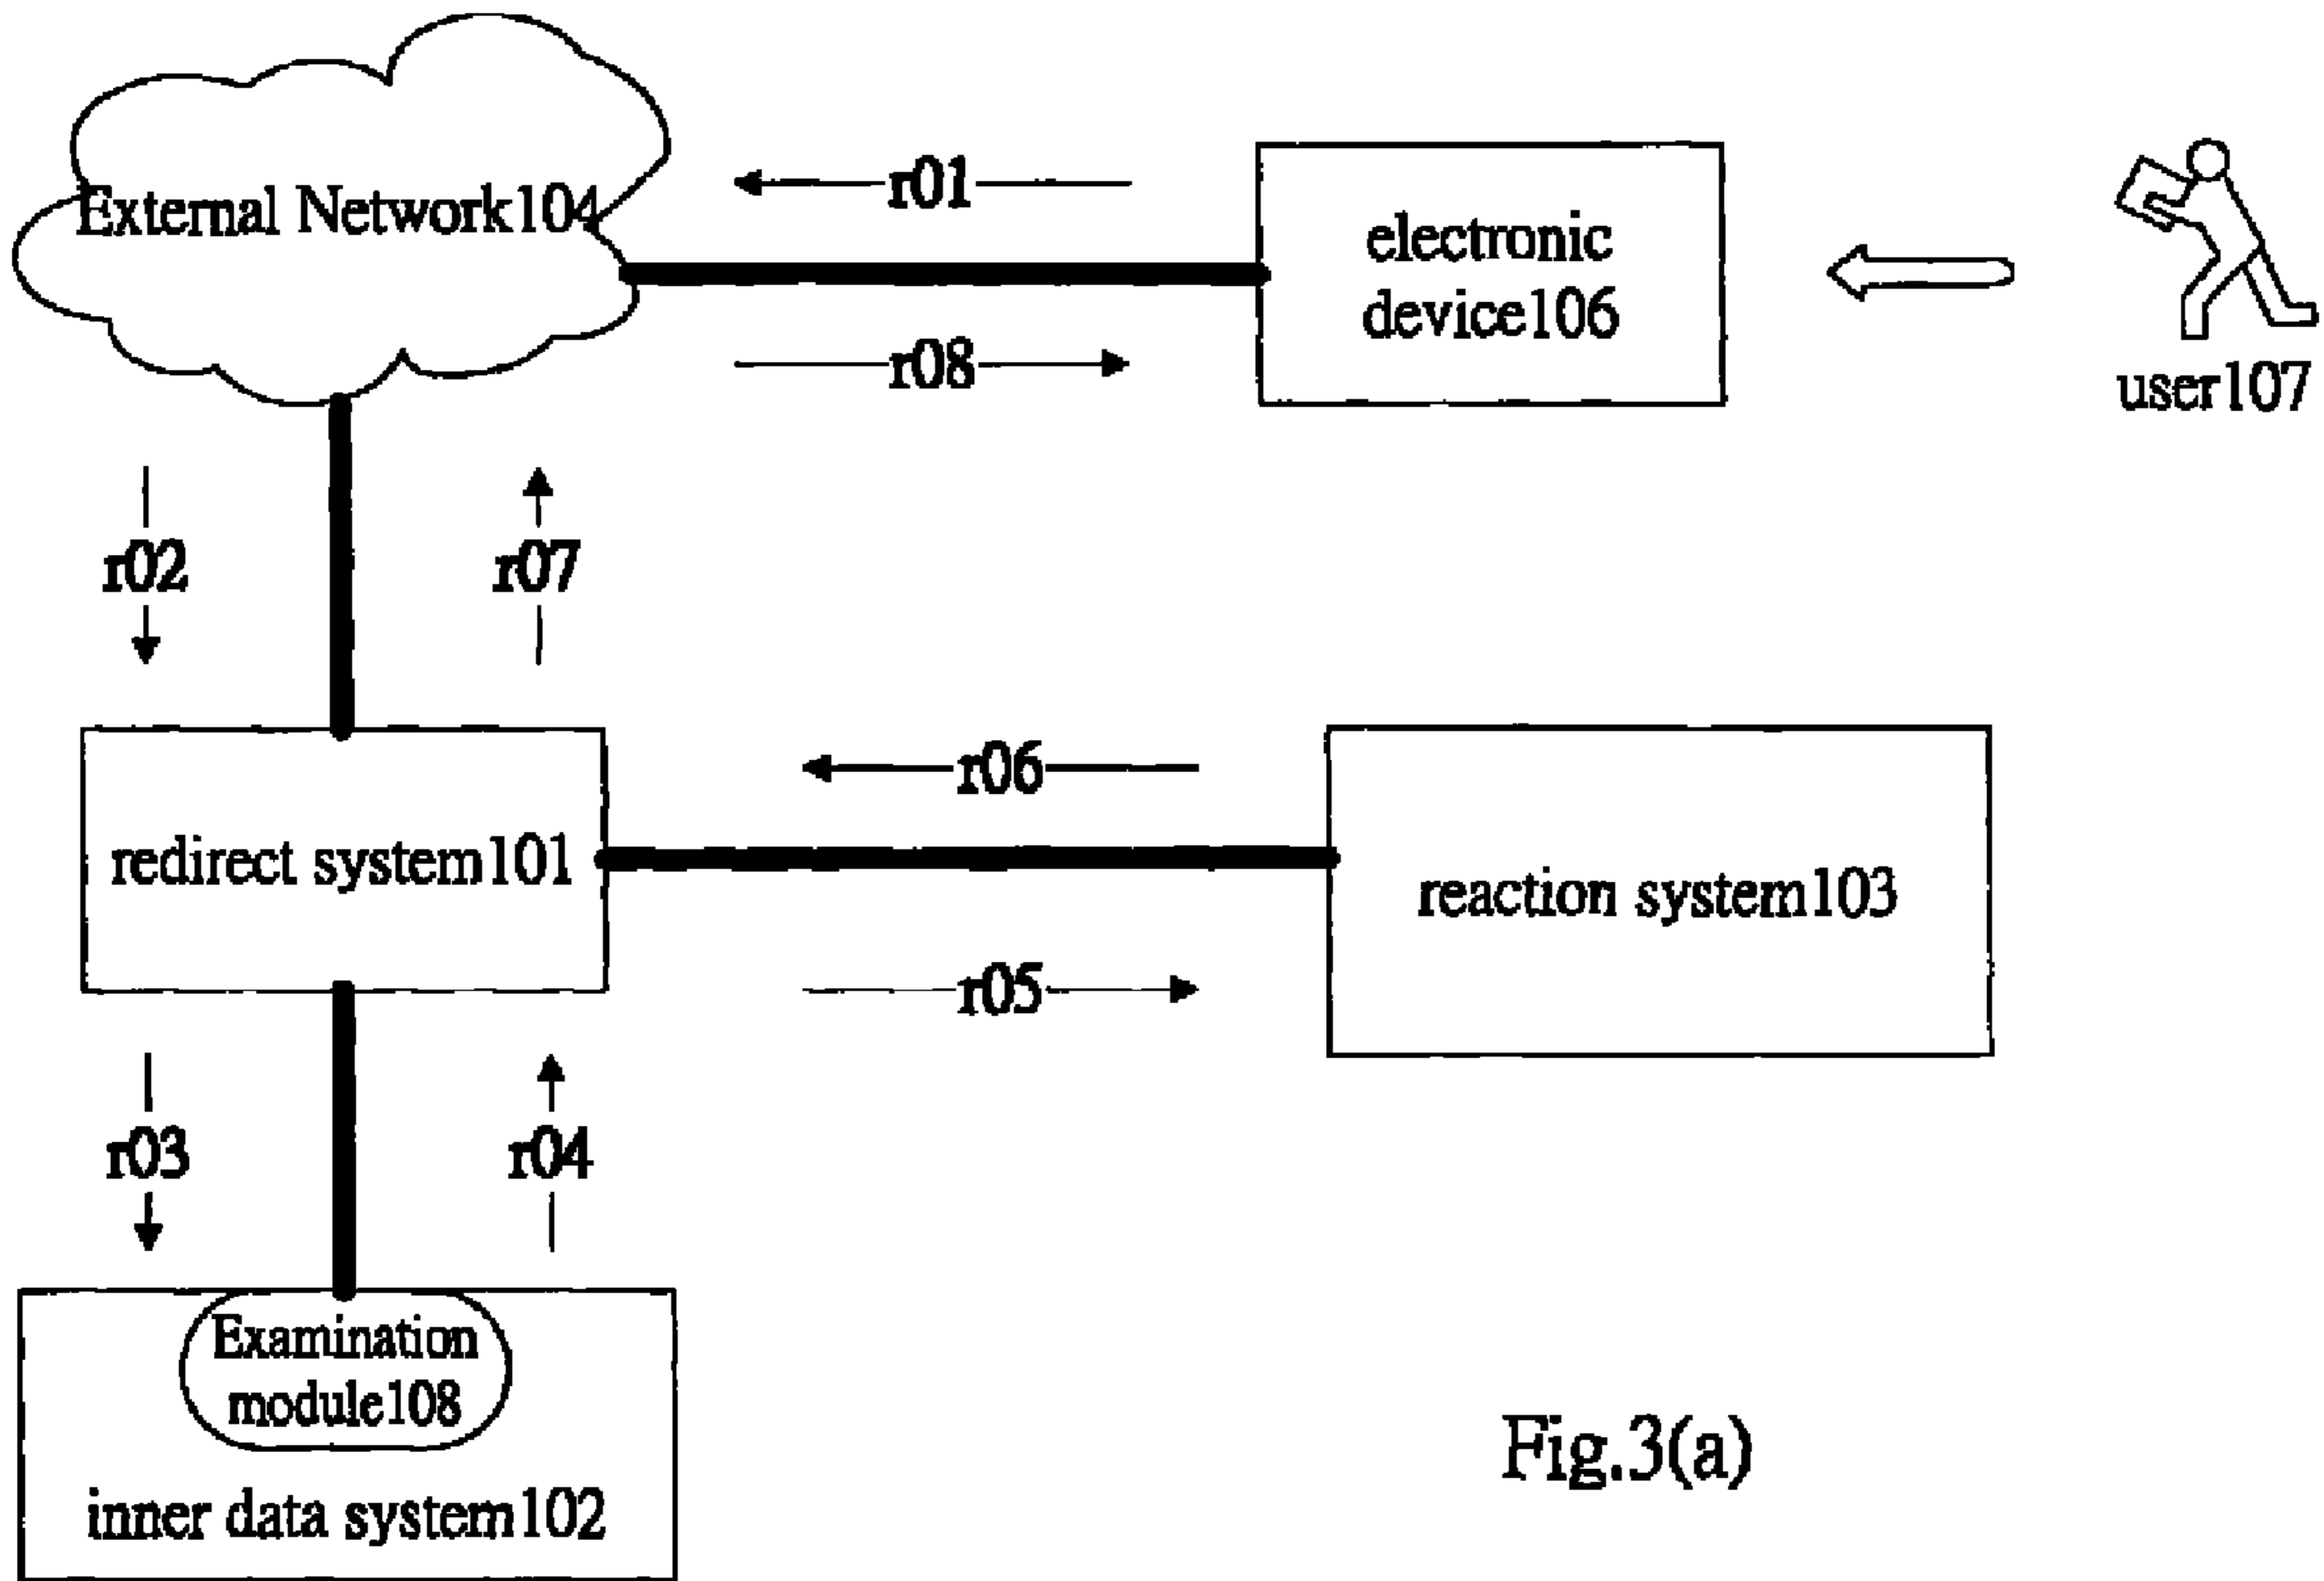 External Network104
r01
electronic
device106
r08
user107
r02
r07
redirect system101
r06
reaction system103
r05
r03
r04
Examination
module108
inner data system102
Fig.3(a)